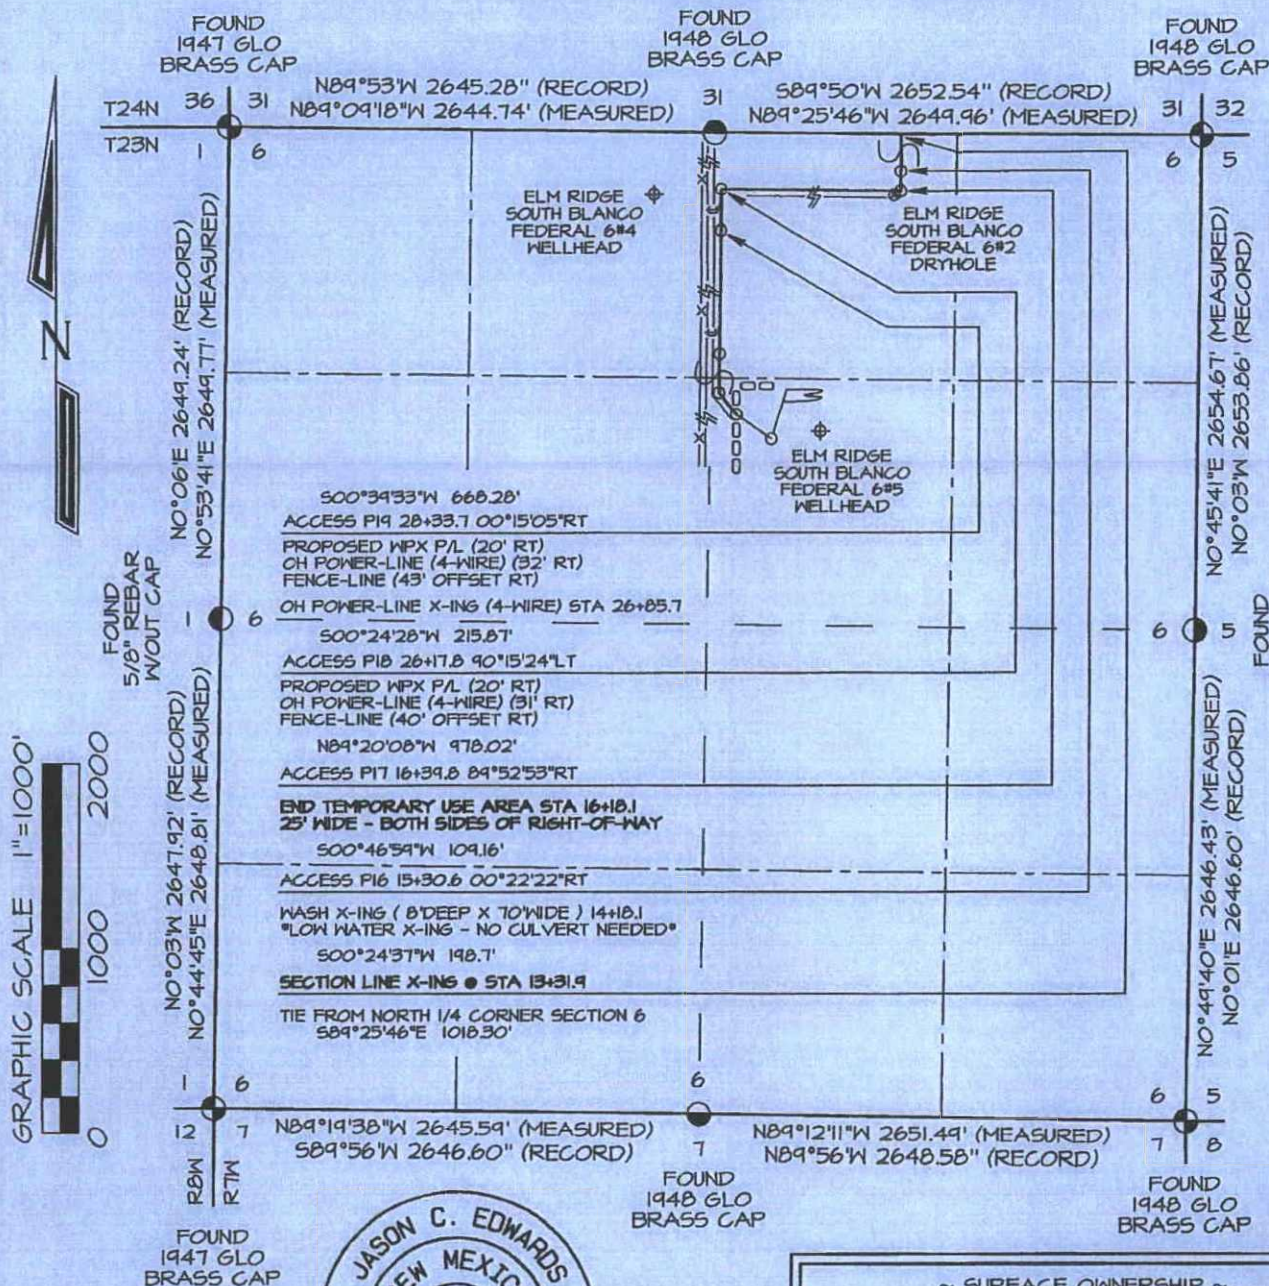 FOUND
1947 GLO
BRASS CAP
FOUND
1948 GLO
BRASS CAP
FOUND
1948 GLO
BRASS CAP
N89°53'W 2645.28" (RECORD)
N89°09'18"W 2644.74' (MEASURED)
S89°50'W 2652.54" (RECORD)
N89°25'46"W 2649.96' (MEASURED)
T24N
T23N
36 31
1 6
31
31 32
6 5
ELM RIDGE
SOUTH BLANCO
FEDERAL 6#4
WELLHEAD
ELM RIDGE
SOUTH BLANCO
FEDERAL 6#2
DRYHOLE
ELM RIDGE
SOUTH BLANCO
FEDERAL 6#5
WELLHEAD
N
N0°06'E 2649.24' (RECORD)
N0°53'41"E 2649.77' (MEASURED)
N0°45'41"E 2654.67' (MEASURED)
N0°03'W 2653.86' (RECORD)
S00°39'33"W 668.28'
ACCESS PI9 28+33.7 00°15'05"RT
PROPOSED WPX P/L (20' RT)
OH POWER-LINE (4-WIRE) (32' RT)
FENCE-LINE (43' OFFSET RT)
OH POWER-LINE X-ING (4-WIRE) STA 26+85.7
S00°24'28"W 215.87'
ACCESS PI8 26+17.8 90°15'24"LT
PROPOSED WPX P/L (20' RT)
OH POWER-LINE (4-WIRE) (31' RT)
FENCE-LINE (40' OFFSET RT)
N89°20'08"W 978.02'
ACCESS PI7 16+39.8 89°52'53"RT
END TEMPORARY USE AREA STA 16+18.1
25' WIDE - BOTH SIDES OF RIGHT-OF-WAY
S00°46'59"W 109.16'
ACCESS PI6 15+30.6 00°22'22"RT
WASH X-ING ( 8'DEEP X 70'WIDE ) 14+18.1
*LOW WATER X-ING - NO CULVERT NEEDED*
S00°24'37"W 198.7'
SECTION LINE X-ING @ STA 13+31.9
TIE FROM NORTH 1/4 CORNER SECTION 6
S89°25'46"E 1018.30'
FOUND
5/8" REBAR
W/OUT CAP
1 6
6 5
FOUND
N0°03'W 2647.92' (RECORD)
N0°44'45"E 2648.81' (MEASURED)
N0°49'40"E 2646.43' (MEASURED)
N0°01'E 2646.60' (RECORD)
GRAPHIC SCALE 1"=1000'
0 1000 2000
1 6
12 7
6
7
6 5
7 8
N89°19'38"W 2645.59' (MEASURED)
S89°56'W 2646.60" (RECORD)
N89°12'11"W 2651.49' (MEASURED)
N89°56'W 2648.58" (RECORD)
R8W
R7W
FOUND
1947 GLO
BRASS CAP
FOUND
1948 GLO
BRASS CAP
FOUND
1948 GLO
BRASS CAP
JASON C. EDWARDS
NEW MEXICO
~ SURFACE OWNERSHIP ~